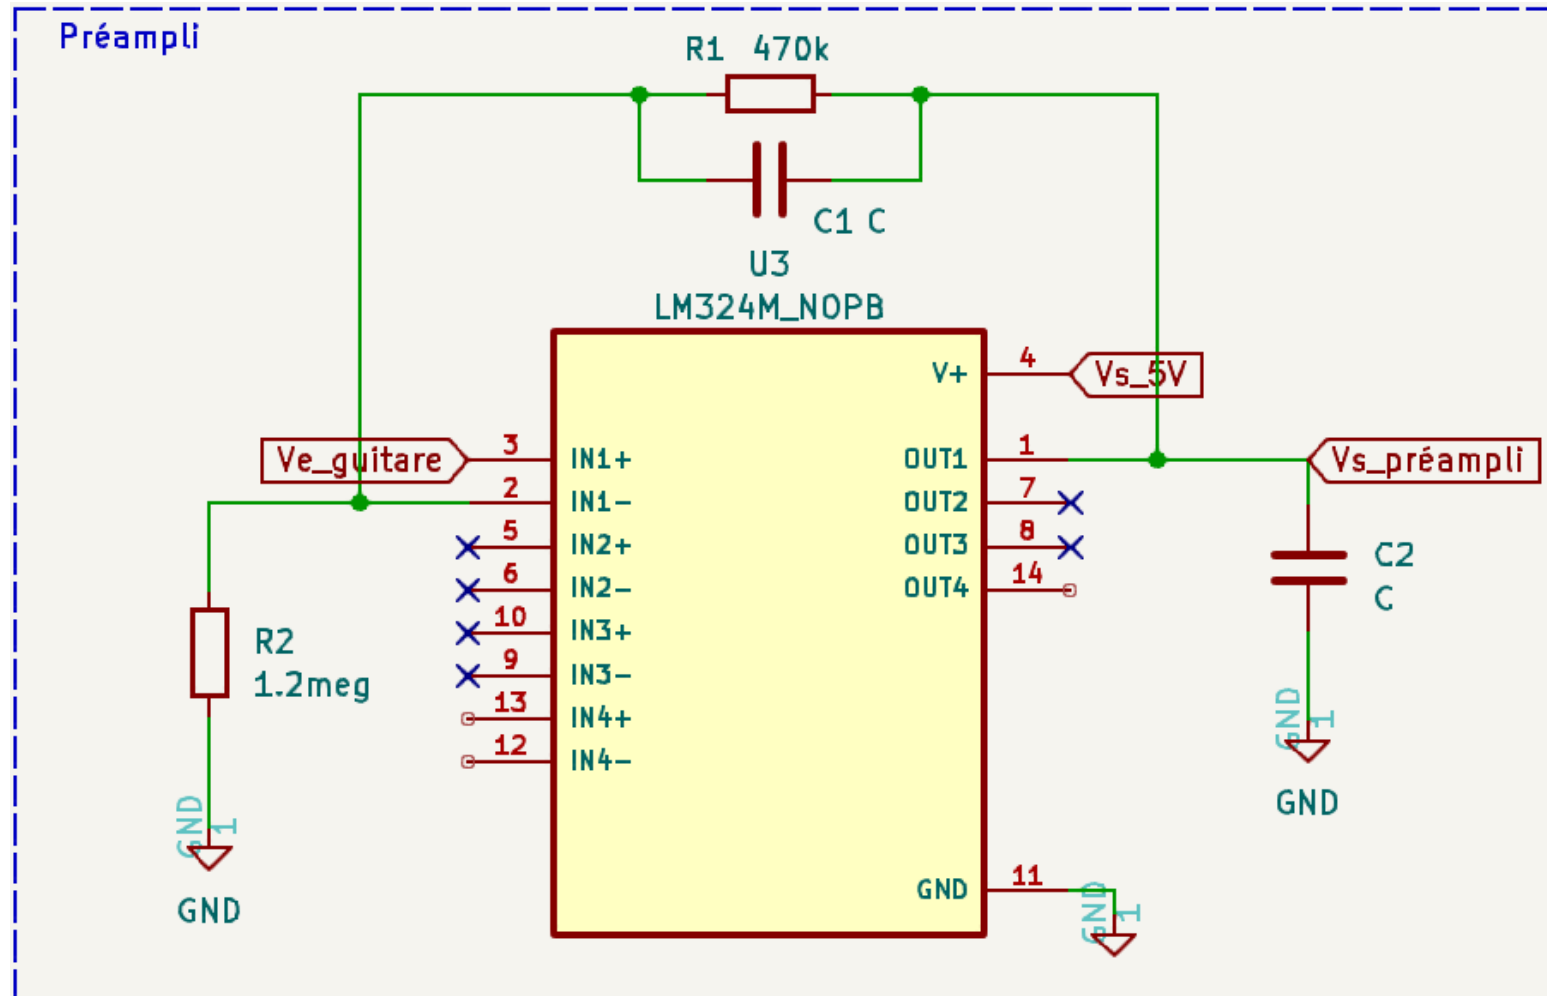 Préampli
R1 470k
C1 C
U3
LM324M_NOPB
V+ 4 Vs_5V
Ve_guitare 3 IN1+ OUT1 1 Vs_préampli
2 IN1- OUT2 7
5 IN2+ OUT3 8
6 IN2- OUT4 14
10 IN3+
9 IN3-
13 IN4+
12 IN4-
C2
C
R2
1.2meg
GND 1
GND
GND 1
GND
GND 11
GND 1